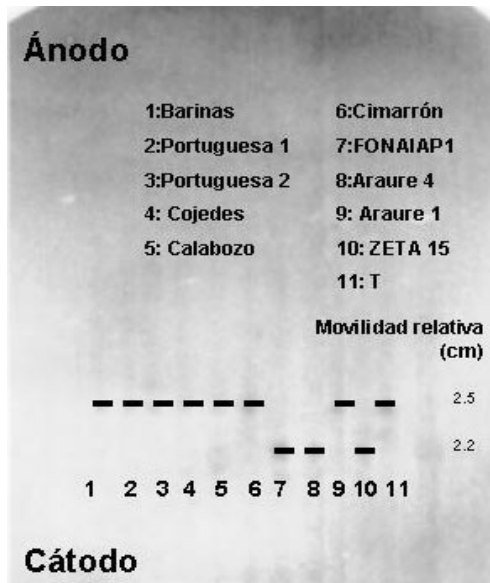 Ánodo
1:Barinas 6:Cimarrón
2:Portuguesa 1 7:FONAIAP1
3:Portuguesa 2 8:Araure 4
4: Cojedes 9: Araure 1
5: Calabozo 10: ZETA 15
11: T
Movilidad relativa
(cm)
2.5
2.2
1 2 3 4 5 6 7 8 9 10 11
Cátodo